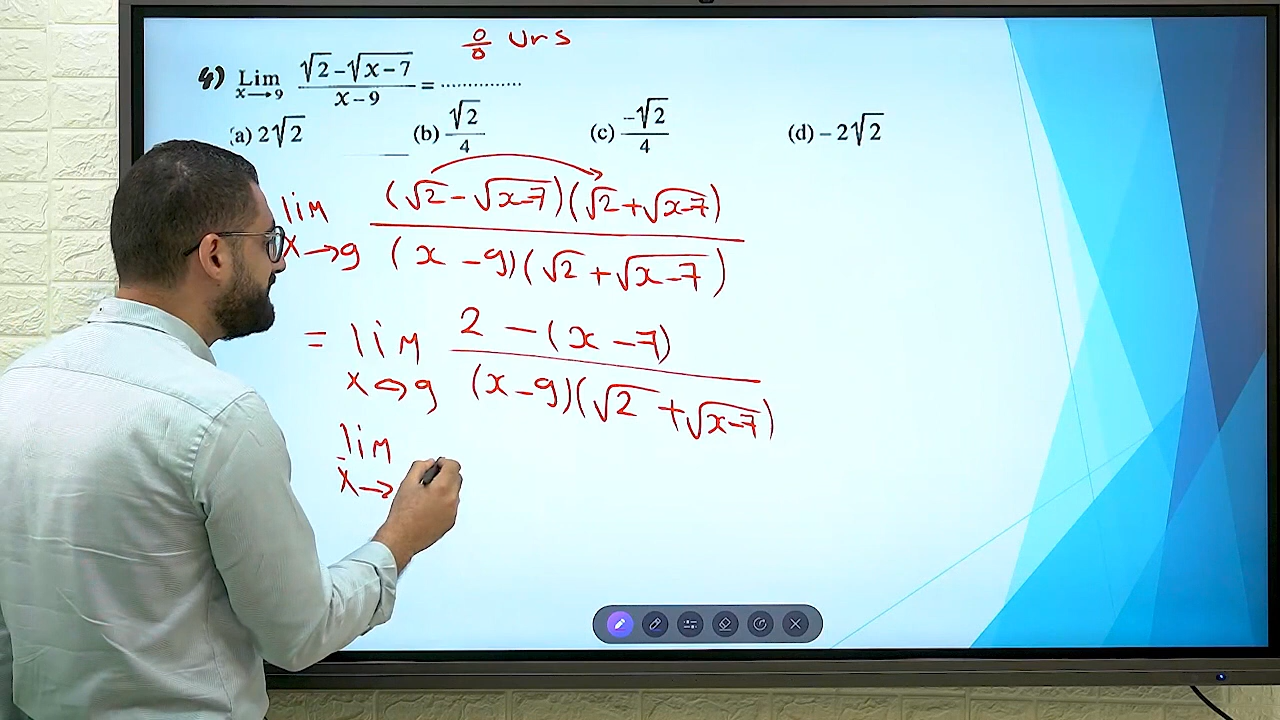 0/0 urs
4) Lim x→9 (√2 − √(x−7)) / (x−9) = ...............
(a) 2√2 (b) √2/4 (c) −√2/4 (d) −2√2
lim x→9 (√2 − √(x−7))(√2 + √(x−7)) / (x − 9)(√2 + √(x−7))
= lim x→9 2 − (x − 7) / (x − 9)(√2 + √(x−7))
lim x→